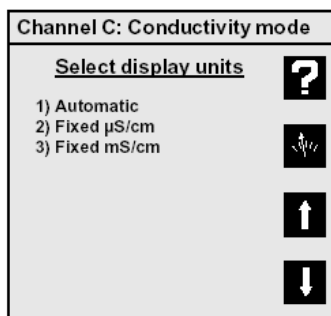 Channel C: Conductivity mode
Select display units
?
1) Automatic
2) Fixed µS/cm
3) Fixed mS/cm